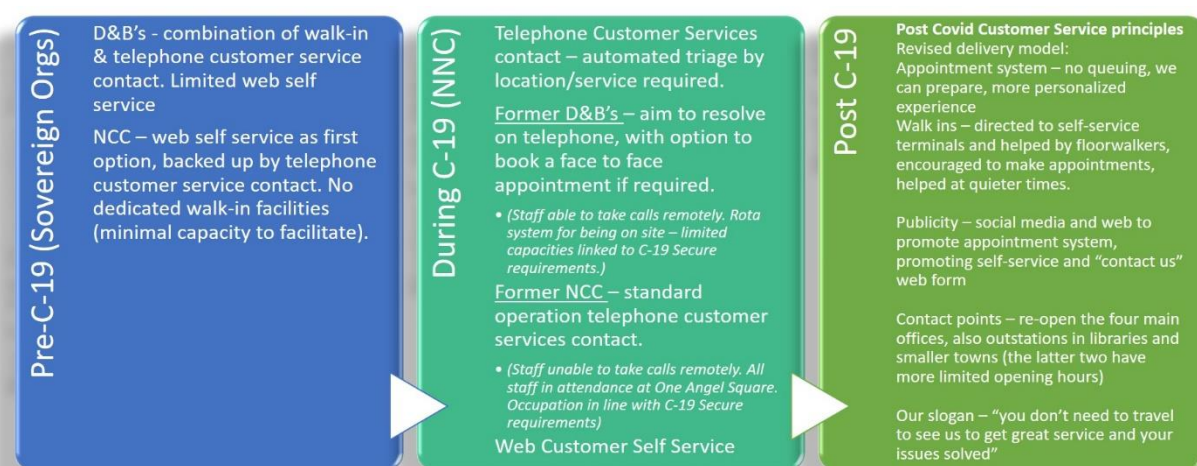 Pre-C-19 (Sovereign Orgs)
D&B's - combination of walk-in
& telephone customer service
contact. Limited web self
service
NCC – web self service as first
option, backed up by telephone
customer service contact. No
dedicated walk-in facilities
(minimal capacity to facilitate).
During C-19 (NNC)
Telephone Customer Services
contact – automated triage by
location/service required.
Former D&B's – aim to resolve
on telephone, with option to
book a face to face
appointment if required.
• (Staff able to take calls remotely. Rota
system for being on site – limited
capacities linked to C-19 Secure
requirements.)
Former NCC – standard
operation telephone customer
services contact.
• (Staff unable to take calls remotely. All
staff in attendance at One Angel Square.
Occupation in line with C-19 Secure
requirements)
Web Customer Self Service
Post C-19
Post Covid Customer Service principles
Revised delivery model:
Appointment system – no queuing, we
can prepare, more personalized
experience
Walk ins – directed to self-service
terminals and helped by floorwalkers,
encouraged to make appointments,
helped at quieter times.
Publicity – social media and web to
promote appointment system,
promoting self-service and “contact us”
web form
Contact points – re-open the four main
offices, also outstations in libraries and
smaller towns (the latter two have
more limited opening hours)
Our slogan – “you don’t need to travel
to see us to get great service and your
issues solved”